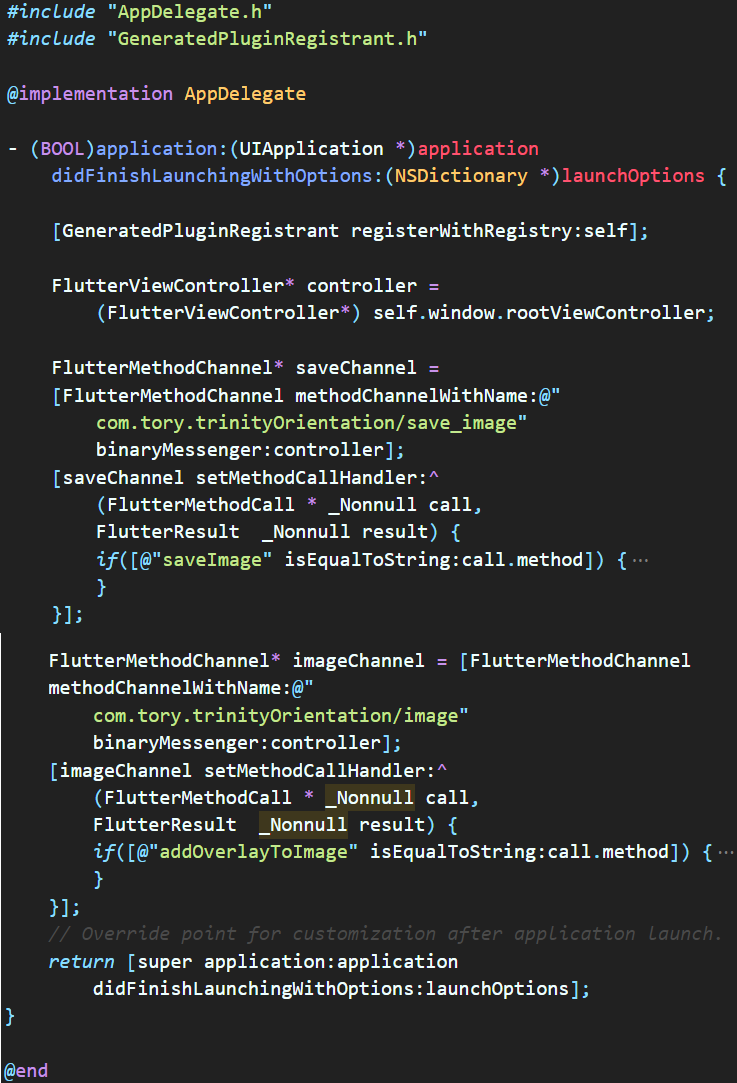 #include "AppDelegate.h"
#include "GeneratedPluginRegistrant.h"
@implementation AppDelegate
- (BOOL)application:(UIApplication *)application
didFinishLaunchingWithOptions:(NSDictionary *)launchOptions {
[GeneratedPluginRegistrant registerWithRegistry:self];
FlutterViewController* controller =
(FlutterViewController*) self.window.rootViewController;
FlutterMethodChannel* saveChannel =
[FlutterMethodChannel methodChannelWithName:@"
com.tory.trinityOrientation/save_image"
binaryMessenger:controller];
[saveChannel setMethodCallHandler:^
(FlutterMethodCall * _Nonnull call,
FlutterResult  _Nonnull result) {
if([@"saveImage" isEqualToString:call.method]) {⋯
}
}];
FlutterMethodChannel* imageChannel = [FlutterMethodChannel
methodChannelWithName:@"
com.tory.trinityOrientation/image"
binaryMessenger:controller];
[imageChannel setMethodCallHandler:^
(FlutterMethodCall * _Nonnull call,
FlutterResult  _Nonnull result) {
if([@"addOverlayToImage" isEqualToString:call.method]) {⋯
}
}];
// Override point for customization after application launch.
return [super application:application
didFinishLaunchingWithOptions:launchOptions];
}
@end